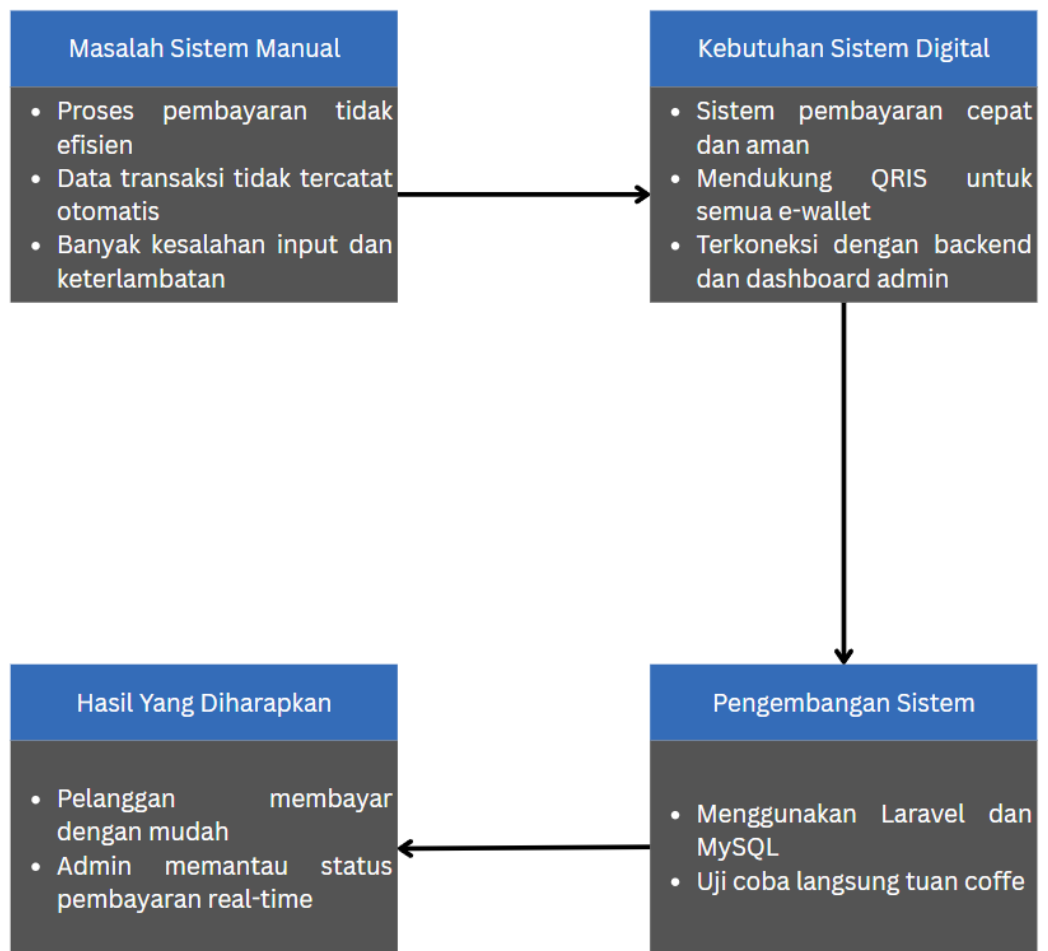 Masalah Sistem Manual
• Proses pembayaran tidak
efisien
• Data transaksi tidak tercatat
otomatis
• Banyak kesalahan input dan
keterlambatan
Kebutuhan Sistem Digital
• Sistem pembayaran cepat
dan aman
• Mendukung QRIS untuk
semua e-wallet
• Terkoneksi dengan backend
dan dashboard admin
Pengembangan Sistem
• Menggunakan Laravel dan
MySQL
• Uji coba langsung tuan coffe
Hasil Yang Diharapkan
• Pelanggan membayar
dengan mudah
• Admin memantau status
pembayaran real-time